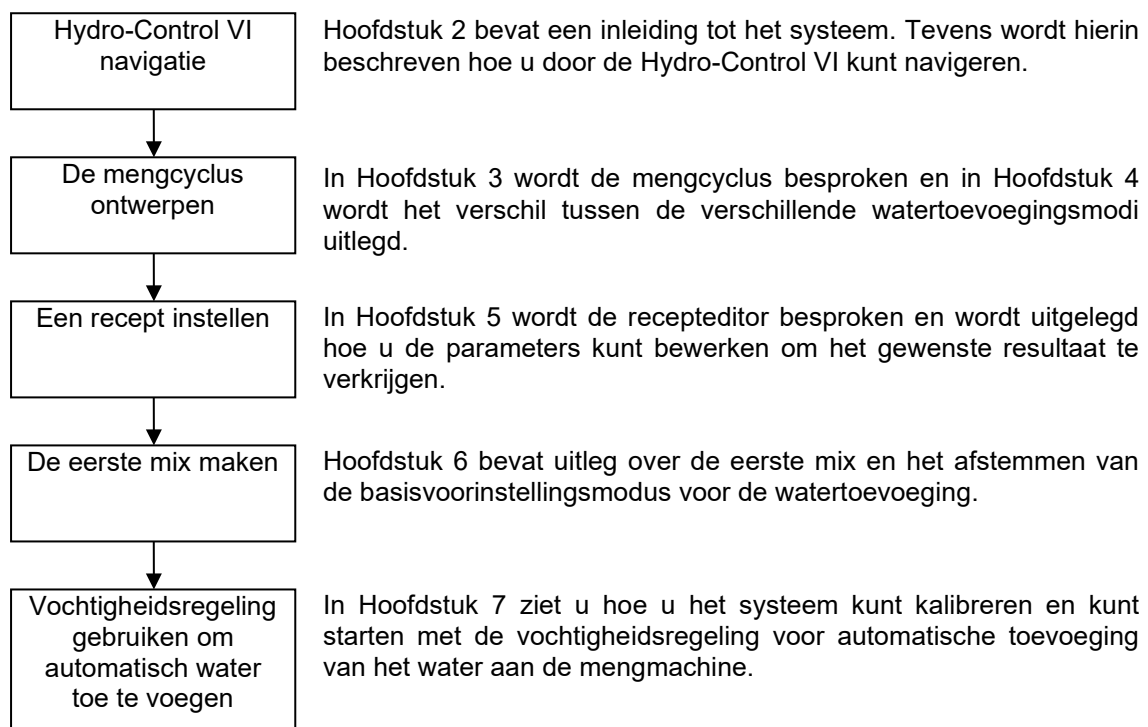 Hydro-Control VI
navigatie
Hoofdstuk 2 bevat een inleiding tot het systeem. Tevens wordt hierin
beschreven hoe u door de Hydro-Control VI kunt navigeren.
De mengcyclus
ontwerpen
In Hoofdstuk 3 wordt de mengcyclus besproken en in Hoofdstuk 4
wordt het verschil tussen de verschillende watertoevoegingsmodi
uitlegd.
Een recept instellen
In Hoofdstuk 5 wordt de recepteditor besproken en wordt uitgelegd
hoe u de parameters kunt bewerken om het gewenste resultaat te
verkrijgen.
De eerste mix maken
Hoofdstuk 6 bevat uitleg over de eerste mix en het afstemmen van
de basisvoorinstellingsmodus voor de watertoevoeging.
Vochtigheidsregeling
gebruiken om
automatisch water
toe te voegen
In Hoofdstuk 7 ziet u hoe u het systeem kunt kalibreren en kunt
starten met de vochtigheidsregeling voor automatische toevoeging
van het water aan de mengmachine.